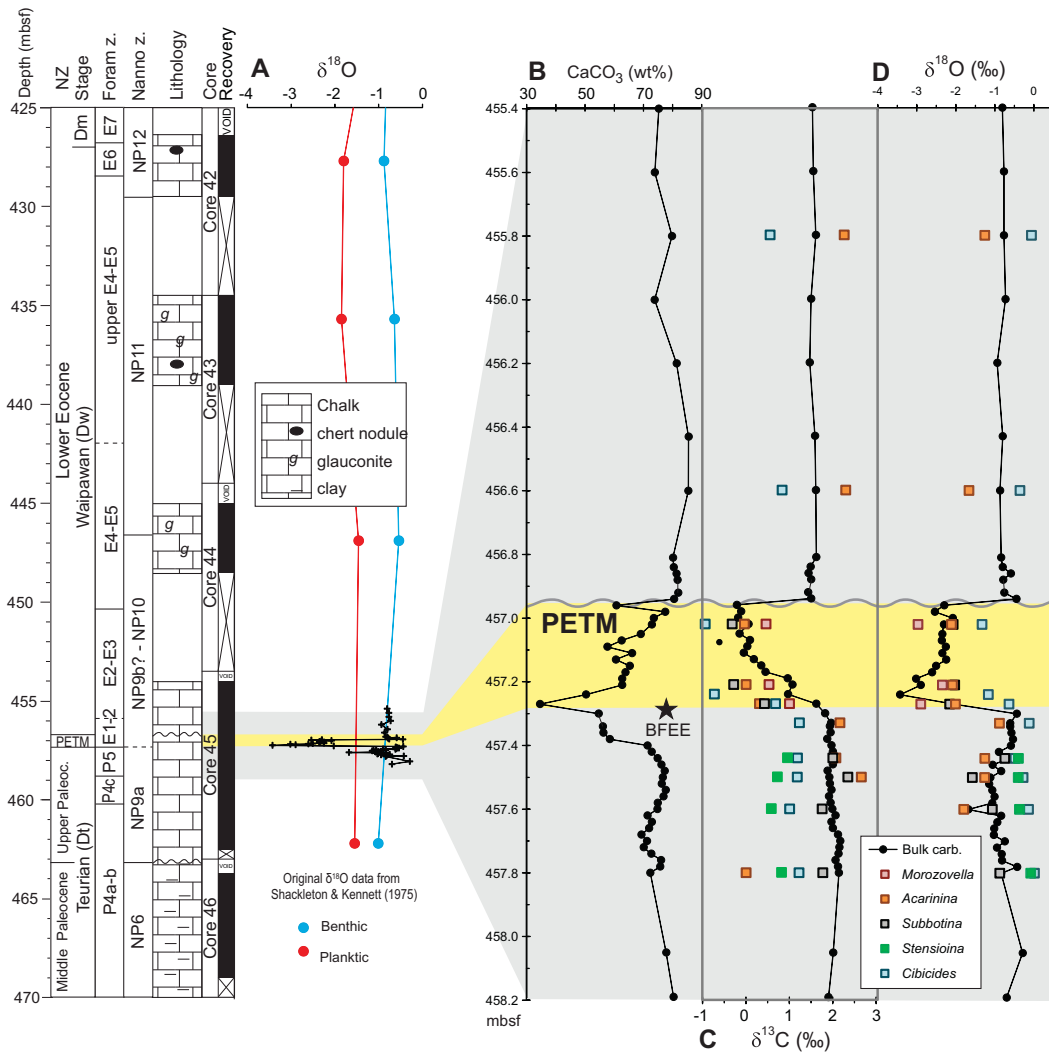 Depth (mbsf)
NZ
Stage
Foram z.
Nanno z.
Lithology
Core
Recovery
A
δ18O
-4 -3 -2 -1 0
B
CaCO3 (wt%)
30 50 70 90
D
δ18O (‰)
-4 -3 -2 -1 0
425
430
435
440
445
450
455
460
465
470
Lower Eocene
Dm
Waipawan (Dw)
PETM
Upper Paleoc.
Middle Paleocene
Teurian (Dt)
E7
E6
upper E4-E5
E4-E5
E2-E3
E1-2
P5
P4c
P4a-b
NP12
NP11
NP9b? - NP10
NP9a
NP6
g
g
g
g
g
Core 42
Core 43
Core 44
Core 45
Core 46
VOID
VOID
VOID
VOID
Chalk
chert nodule
g glauconite
clay
Original δ18O data from
Shackleton & Kennett (1975)
Benthic
Planktic
455.4
455.6
455.8
456.0
456.2
456.4
456.6
456.8
457.0
457.2
457.4
457.6
457.8
458.0
458.2
mbsf
PETM
BFEE
Bulk carb.
Morozovella
Acarinina
Subbotina
Stensioina
Cibicides
-1 0 1 2 3
C
δ13C (‰)